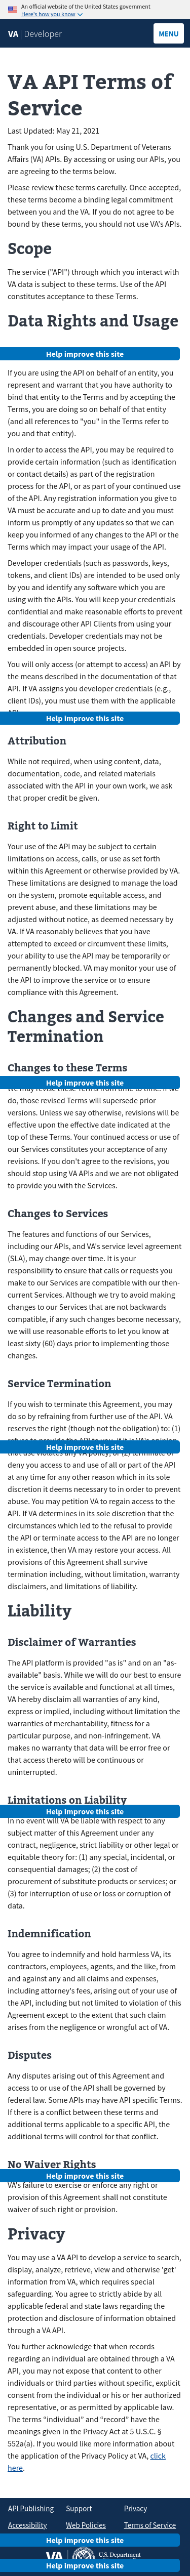 An official website of the United States government
Here's how you know
VA | Developer
MENU
VA API Terms of
Service
Last Updated: May 21, 2021
Thank you for using U.S. Department of Veterans
Affairs (VA) APIs. By accessing or using our APIs, you
are agreeing to the terms below.
Please review these terms carefully. Once accepted,
these terms become a binding legal commitment
between you and the VA. If you do not agree to be
bound by these terms, you should not use VA's APIs.
Scope
The service ("API") through which you interact with
VA data is subject to these terms. Use of the API
constitutes acceptance to these Terms.
Data Rights and Usage
Help improve this site
If you are using the API on behalf of an entity, you
represent and warrant that you have authority to
bind that entity to the Terms and by accepting the
Terms, you are doing so on behalf of that entity
(and all references to "you" in the Terms refer to
you and that entity).
In order to access the API, you may be required to
provide certain information (such as identification
or contact details) as part of the registration
process for the API, or as part of your continued use
of the API. Any registration information you give to
VA must be accurate and up to date and you must
inform us promptly of any updates so that we can
keep you informed of any changes to the API or the
Terms which may impact your usage of the API.
Developer credentials (such as passwords, keys,
tokens, and client IDs) are intended to be used only
by you and identify any software which you are
using with the APIs. You will keep your credentials
confidential and make reasonable efforts to prevent
and discourage other API Clients from using your
credentials. Developer credentials may not be
embedded in open source projects.
You will only access (or attempt to access) an API by
the means described in the documentation of that
API. If VA assigns you developer credentials (e.g.,
client IDs), you must use them with the applicable
Help improve this site
Attribution
While not required, when using content, data,
documentation, code, and related materials
associated with the API in your own work, we ask
that proper credit be given.
Right to Limit
Your use of the API may be subject to certain
limitations on access, calls, or use as set forth
within this Agreement or otherwise provided by VA.
These limitations are designed to manage the load
on the system, promote equitable access, and
prevent abuse, and these limitations may be
adjusted without notice, as deemed necessary by
VA. If VA reasonably believes that you have
attempted to exceed or circumvent these limits,
your ability to use the API may be temporarily or
permanently blocked. VA may monitor your use of
the API to improve the service or to ensure
compliance with this Agreement.
Changes and Service
Termination
Changes to these Terms
Help improve this site
We may revise these Terms from time to time. If we
do, those revised Terms will supersede prior
versions. Unless we say otherwise, revisions will be
effective upon the effective date indicated at the
top of these Terms. Your continued access or use of
our Services constitutes your acceptance of any
revisions. If you don't agree to the revisions, you
should stop using VA APIs and we are not obligated
to provide you with the Services.
Changes to Services
The features and functions of our Services,
including our APIs, and VA's service level agreement
(SLA), may change over time. It is your
responsibility to ensure that calls or requests you
make to our Services are compatible with our then-
current Services. Although we try to avoid making
changes to our Services that are not backwards
compatible, if any such changes become necessary,
we will use reasonable efforts to let you know at
least sixty (60) days prior to implementing those
changes.
Service Termination
If you wish to terminate this Agreement, you may
do so by refraining from further use of the API. VA
reserves the right (though not the obligation) to: (1)
refuse to provide the API to you, if it is VA's opinion
Help improve this site
that use violates any VA policy; or (2) terminate or
deny you access to and use of all or part of the API
at any time for any other reason which in its sole
discretion it deems necessary to in order to prevent
abuse. You may petition VA to regain access to the
API. If VA determines in its sole discretion that the
circumstances which led to the refusal to provide
the API or terminate access to the API are no longer
in existence, then VA may restore your access. All
provisions of this Agreement shall survive
termination including, without limitation, warranty
disclaimers, and limitations of liability.
Liability
Disclaimer of Warranties
The API platform is provided "as is" and on an "as-
available" basis. While we will do our best to ensure
the service is available and functional at all times,
VA hereby disclaim all warranties of any kind,
express or implied, including without limitation the
warranties of merchantability, fitness for a
particular purpose, and non-infringement. VA
makes no warranty that data will be error free or
that access thereto will be continuous or
uninterrupted.
Limitations on Liability
Help improve this site
In no event will VA be liable with respect to any
subject matter of this Agreement under any
contract, negligence, strict liability or other legal or
equitable theory for: (1) any special, incidental, or
consequential damages; (2) the cost of
procurement of substitute products or services; or
(3) for interruption of use or loss or corruption of
data.
Indemnification
You agree to indemnify and hold harmless VA, its
contractors, employees, agents, and the like, from
and against any and all claims and expenses,
including attorney's fees, arising out of your use of
the API, including but not limited to violation of this
Agreement except to the extent that such claim
arises from the negligence or wrongful act of VA.
Disputes
Any disputes arising out of this Agreement and
access to or use of the API shall be governed by
federal law. Some APIs may have API specific Terms.
If there is a conflict between these terms and
additional terms applicable to a specific API, the
additional terms will control for that conflict.
No Waiver Rights
Help improve this site
VA's failure to exercise or enforce any right or
provision of this Agreement shall not constitute
waiver of such right or provision.
Privacy
You may use a VA API to develop a service to search,
display, analyze, retrieve, view and otherwise 'get'
information from VA, which requires special
safeguarding. You agree to strictly abide by all
applicable federal and state laws regarding the
protection and disclosure of information obtained
through a VA API.
You further acknowledge that when records
regarding an individual are obtained through a VA
API, you may not expose that content to other
individuals or third parties without specific, explicit
consent from the individual or his or her authorized
representative, or as permitted by applicable law.
The terms “individual” and “record” have the
meanings given in the Privacy Act at 5 U.S.C. §
552a(a). If you would like more information about
the application of the Privacy Policy at VA, click
here.
API Publishing
Support
Privacy
Accessibility
Web Policies
Terms of Service
Help improve this site
VA
U.S. Department
Help improve this site